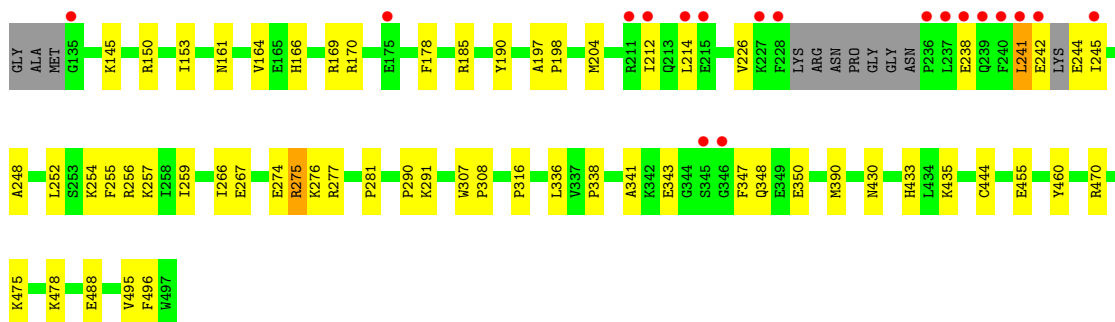 GLY ALA MET G135 K145 R150 I153 N161 V164 E165 H166 R169 R170 E175 F178 R185 Y190 A197 P198 M204 R211 I212 Q213 L214 E215 V226 K227 F228 LYS ARG ASN PRO GLY GLY ASN P236 L237 E238 Q239 F240 L241 E242 LYS E244 I245
A248 L252 S253 K254 F255 R256 K257 I258 I259 I266 E267 E274 R275 K276 R277 P281 P290 K291 W307 P308 P316 L336 V337 P338 A341 K342 E343 G344 S345 G346 F347 Q348 E349 E350 M390 N430 H433 L434 K435 C444 E455 Y460 R470
K475 K478 E488 V495 F496 W497